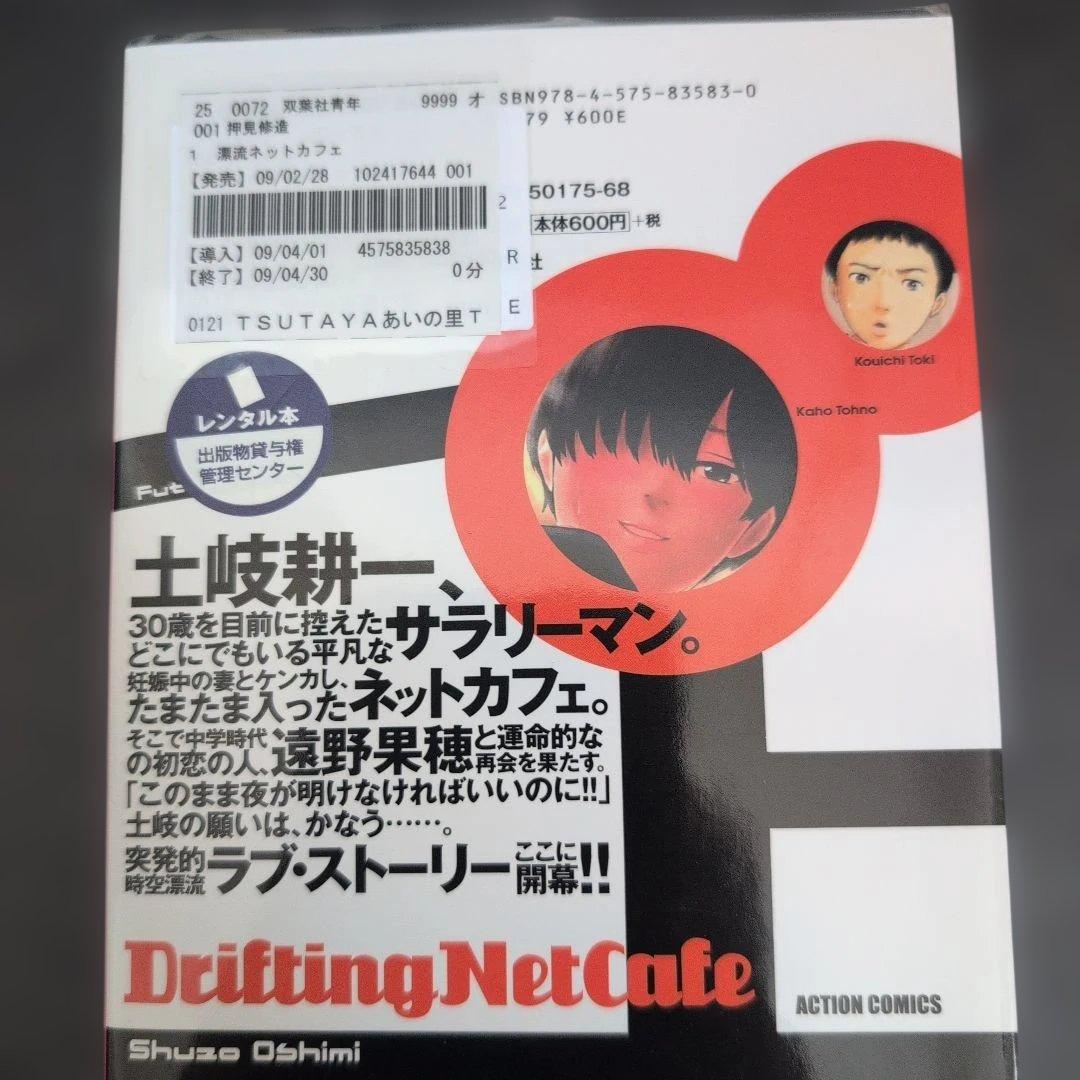 25 0072 双葉社青年 9999 オ
001 押見修造
1 漂流ネットカフェ
【発売】09/02/28 102417644 001
【導入】09/04/01 4575835838
【終了】09/04/30 0分
0121 TSUTAYAあいの里T
SBN978-4-575-83583-0
79 ¥600E
50175-68
2
本体600円+税
R 社
E
レンタル本
出版物貸与権
管理センター
Kouichi Toki
Kaho Tohno
Fut
土岐耕一、
30歳を目前に控えたサラリーマン。
どこにでもいる平凡な
妊娠中の妻とケンカし、
たまたま入ったネットカフェ。
そこで中学時代
の初恋の人、遠野果穂と運命的な
再会を果たす。
「このまま夜が明けなければいいのに!!」
土岐の願いは、かなう……。
突発的
時空漂流
ラブ・ストーリー
ここに
開幕!!
Drifting NetCafe
ACTION COMICS
Shuzo Oshimi